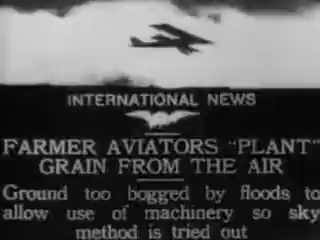 INTERNATIONAL NEWS
FARMER AVIATORS "PLANT"
GRAIN FROM THE AIR
Ground too bogged by floods to
allow use of machinery so sky
method is tried out